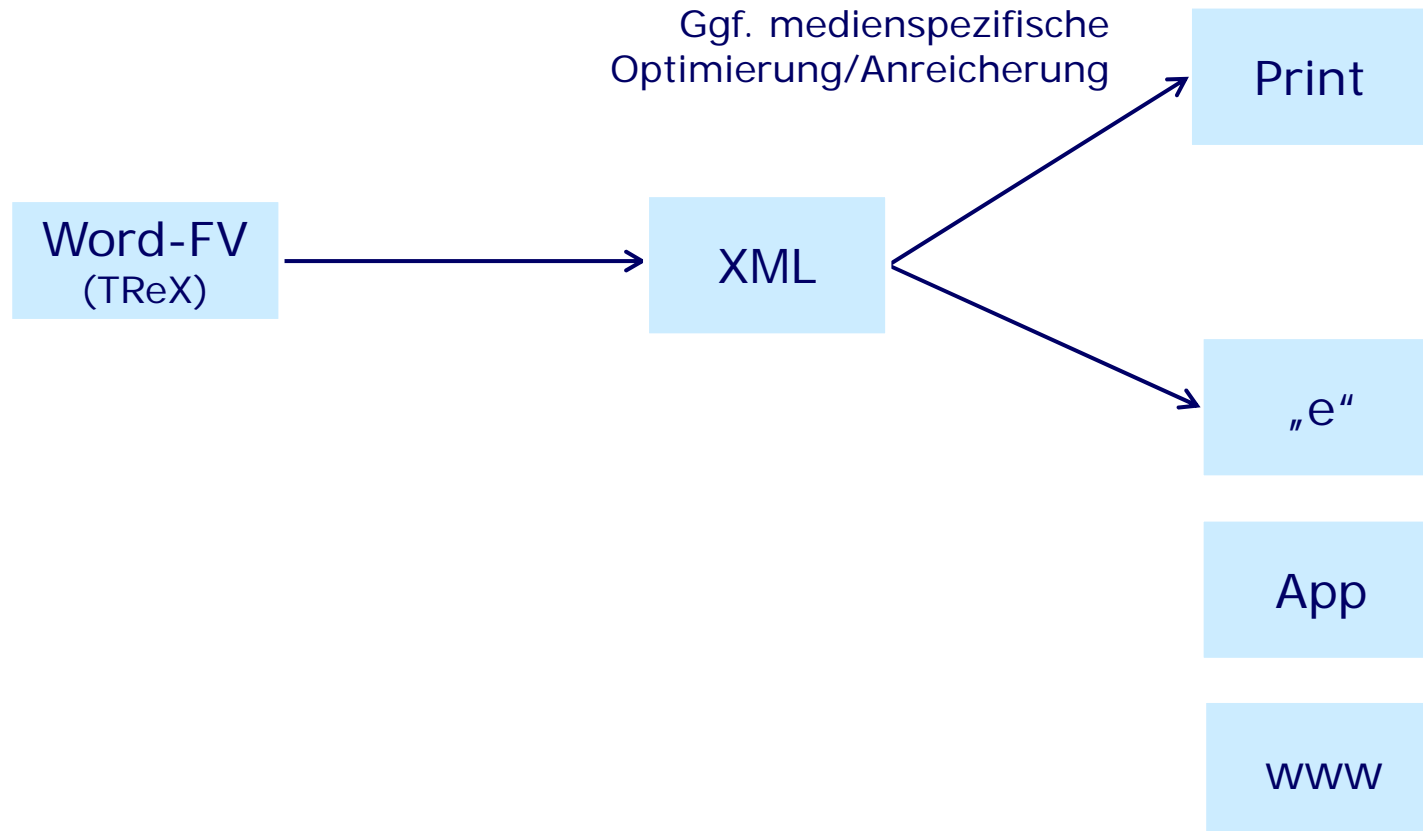 Ggf. medienspezifische
Optimierung/Anreicherung
Print
Word-FV
(TReX)
XML
„e“
App
www